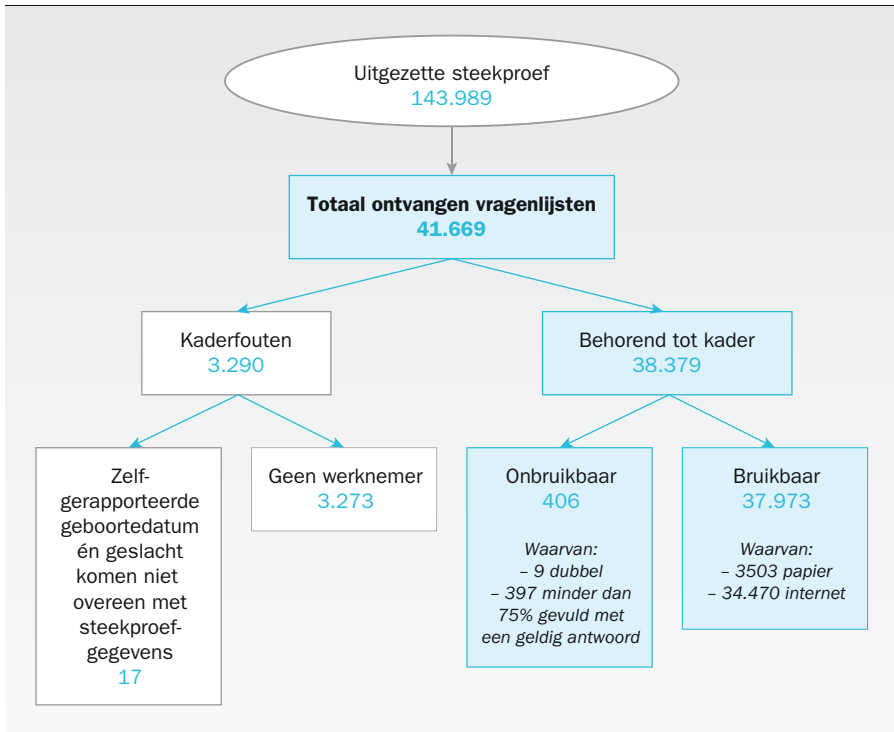 Uitgezette steekproef
143.989
Totaal ontvangen vragenlijsten
41.669
Kaderfouten
3.290
Behorend tot kader
38.379
Zelf-
gerapporteerde
geboortedatum
én geslacht
komen niet
overeen met
steekproef-
gegevens
17
Geen werknemer
3.273
Onbruikbaar
406
Waarvan:
– 9 dubbel
– 397 minder dan
75% gevuld met
een geldig antwoord
Bruikbaar
37.973
Waarvan:
– 3503 papier
– 34.470 internet